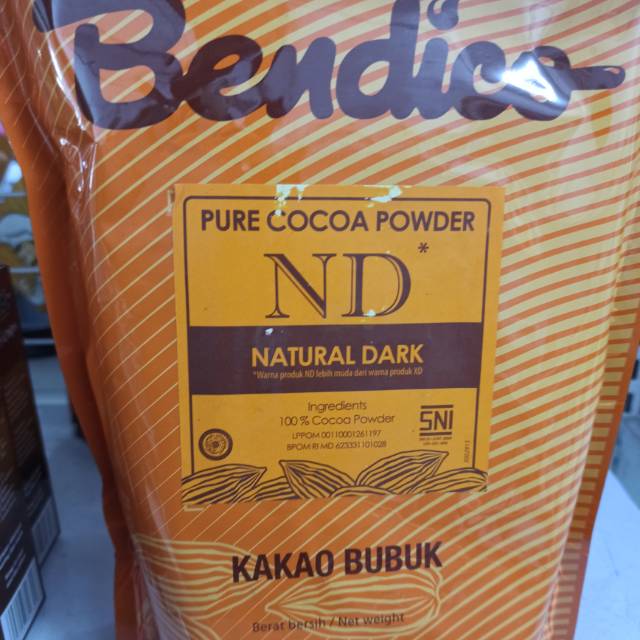 Bendico
PURE COCOA POWDER
ND*
NATURAL DARK
*Warna produk ND lebih muda dari warna produk XD
Ingredients
100 % Cocoa Powder
LPPOM 00110001261197
BPOM RI MD 623331101028
SNI
KAKAO BUBUK
Berat bersih / Net weight